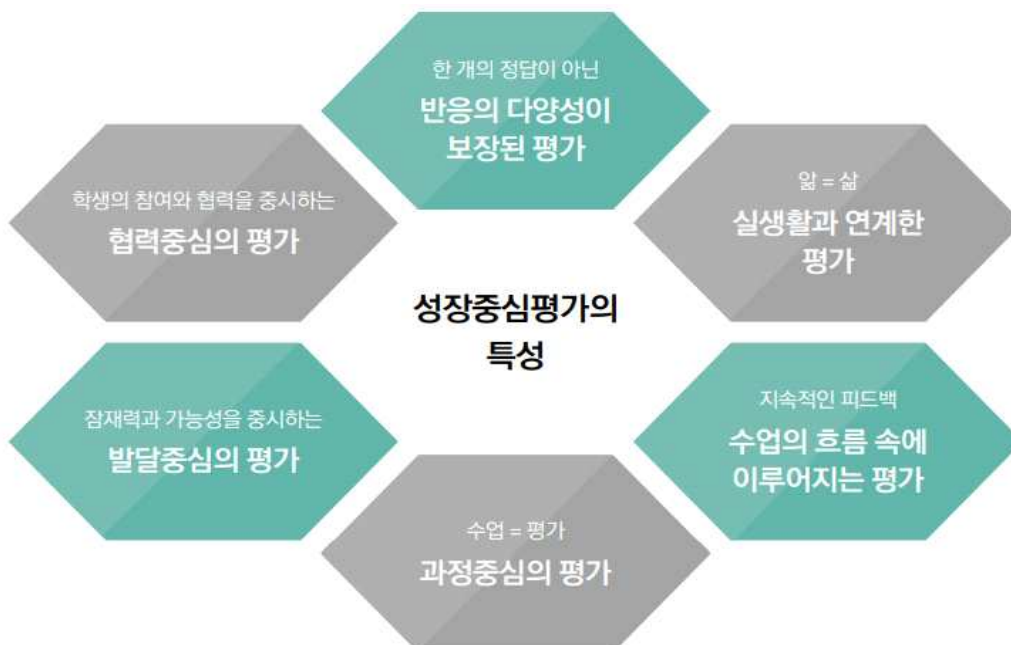 한 개의 정답이 아닌
반응의 다양성이
보장된 평가
학생의 참여와 협력을 중시하는
협력중심의 평가
앎 = 삶
실생활과 연계한
평가
성장중심평가의
특성
잠재력과 가능성을 중시하는
발달중심의 평가
지속적인 피드백
수업의 흐름 속에
이루어지는 평가
수업 = 평가
과정중심의 평가